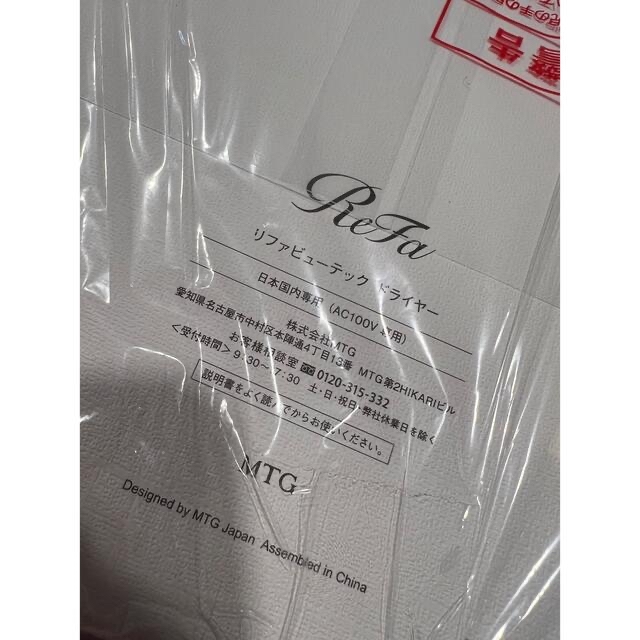 警告
ReFa
リファビューテック ドライヤー
日本国内専用（AC100V 専用）
株式会社MTG
愛知県名古屋市中村区本陣通4丁目13番 MTG第2HIKARIビル
お客様相談室 0120-315-332
<受付時間> 9:30~17:30 土・日・祝日・弊社休業日を除く
説明書をよく読んでからお使いください。
MTG
Designed by MTG Japan Assembled in China